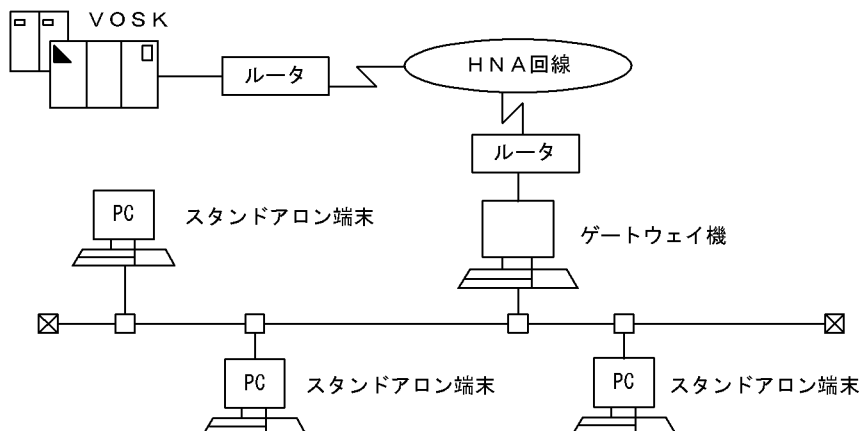 ＶＯＳＫ
ルータ
ＨＮＡ回線
ルータ
PC
スタンドアロン端末
ゲートウェイ機
PC
スタンドアロン端末
PC
スタンドアロン端末